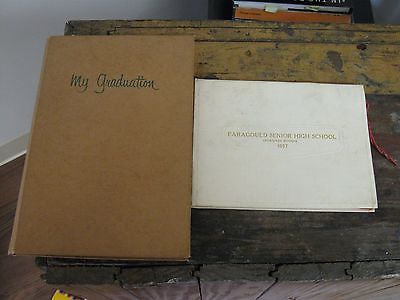 My Graduation
PARAGOULD SENIOR HIGH SCHOOL
1957